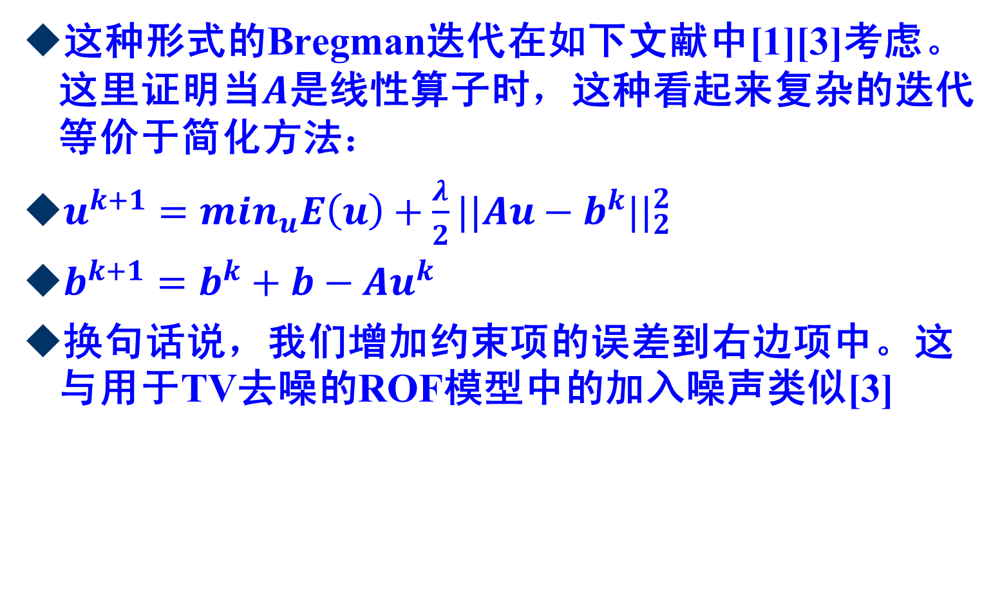 ◆这种形式的Bregman迭代在如下文献中[1][3]考虑。
这里证明当A是线性算子时，这种看起来复杂的迭代
等价于简化方法：
◆u^{k+1} = min_u E(u) + \frac{λ}{2} ||Au − b^k||_2^2
◆b^{k+1} = b^k + b − Au^k
◆换句话说，我们增加约束项的误差到右边项中。这
与用于TV去噪的ROF模型中的加入噪声类似[3]